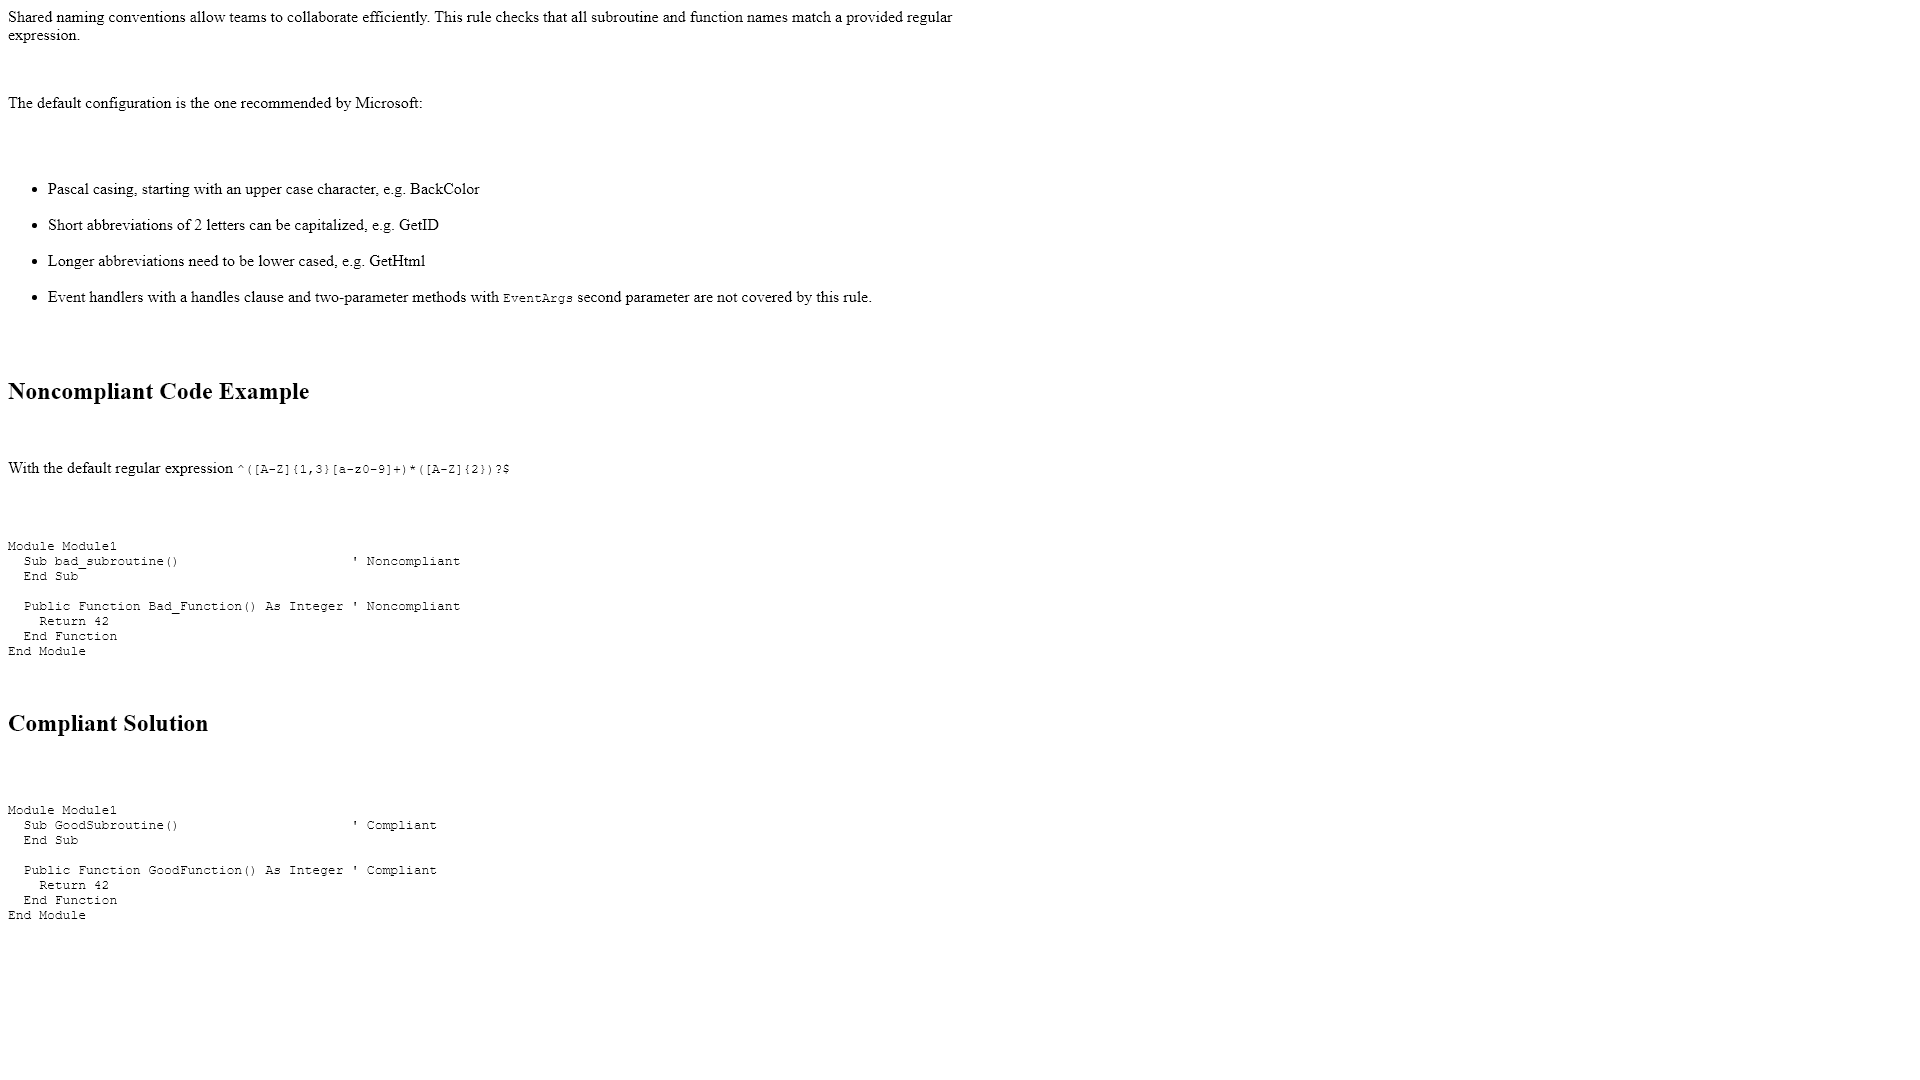 Shared naming conventions allow teams to collaborate efficiently. This rule checks that all subroutine and function names match a provided regular
expression.
The default configuration is the one recommended by Microsoft:
• Pascal casing, starting with an upper case character, e.g. BackColor
• Short abbreviations of 2 letters can be capitalized, e.g. GetID
• Longer abbreviations need to be lower cased, e.g. GetHtml
• Event handlers with a handles clause and two-parameter methods with EventArgs second parameter are not covered by this rule.
Noncompliant Code Example
With the default regular expression ^([A-Z]{1,3}[a-z0-9]+)*([A-Z]{2})?$
Module Module1
  Sub bad_subroutine()                      ' Noncompliant
  End Sub
  Public Function Bad_Function() As Integer ' Noncompliant
    Return 42
  End Function
End Module
Compliant Solution
Module Module1
  Sub GoodSubroutine()                      ' Compliant
  End Sub
  Public Function GoodFunction() As Integer ' Compliant
    Return 42
  End Function
End Module